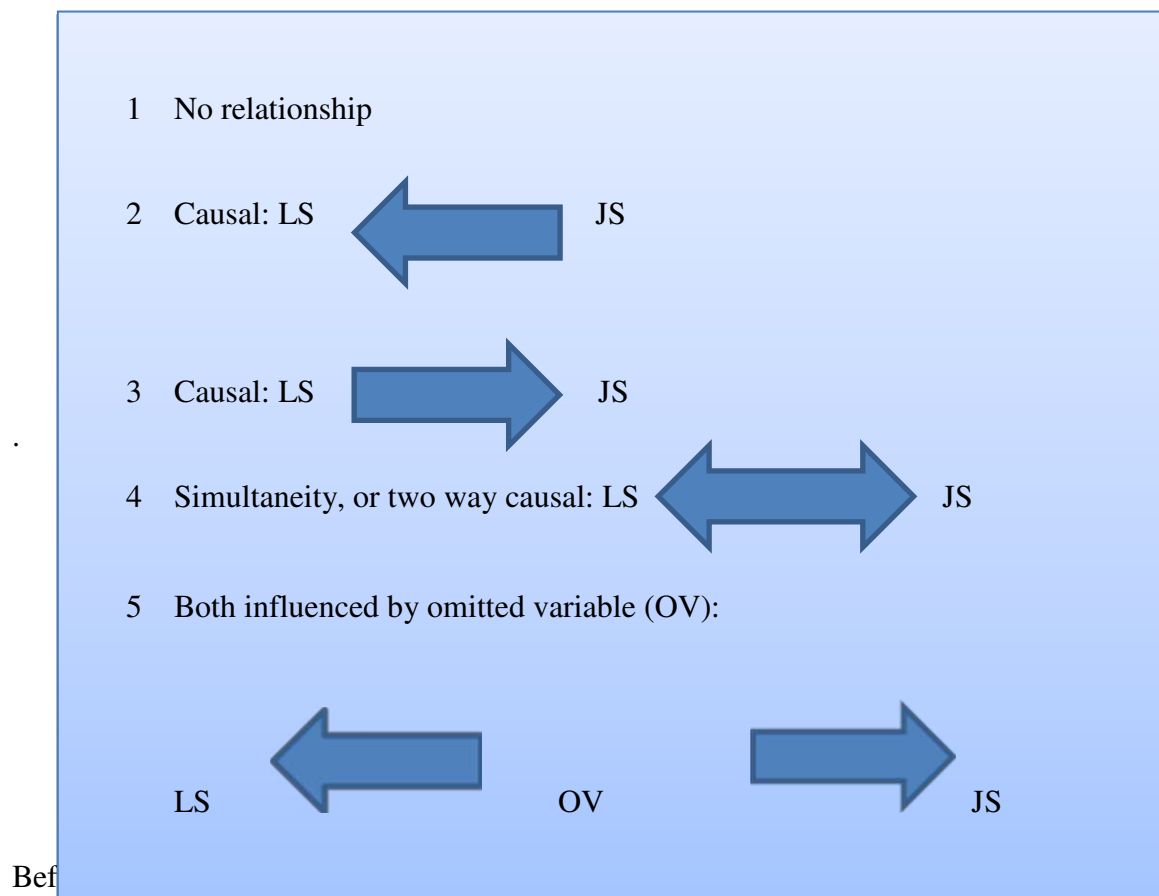 1 No relationship
2 Causal: LS JS
3 Causal: LS JS
.
4 Simultaneity, or two way causal: LS JS
5 Both influenced by omitted variable (OV):
LS OV JS
Bef